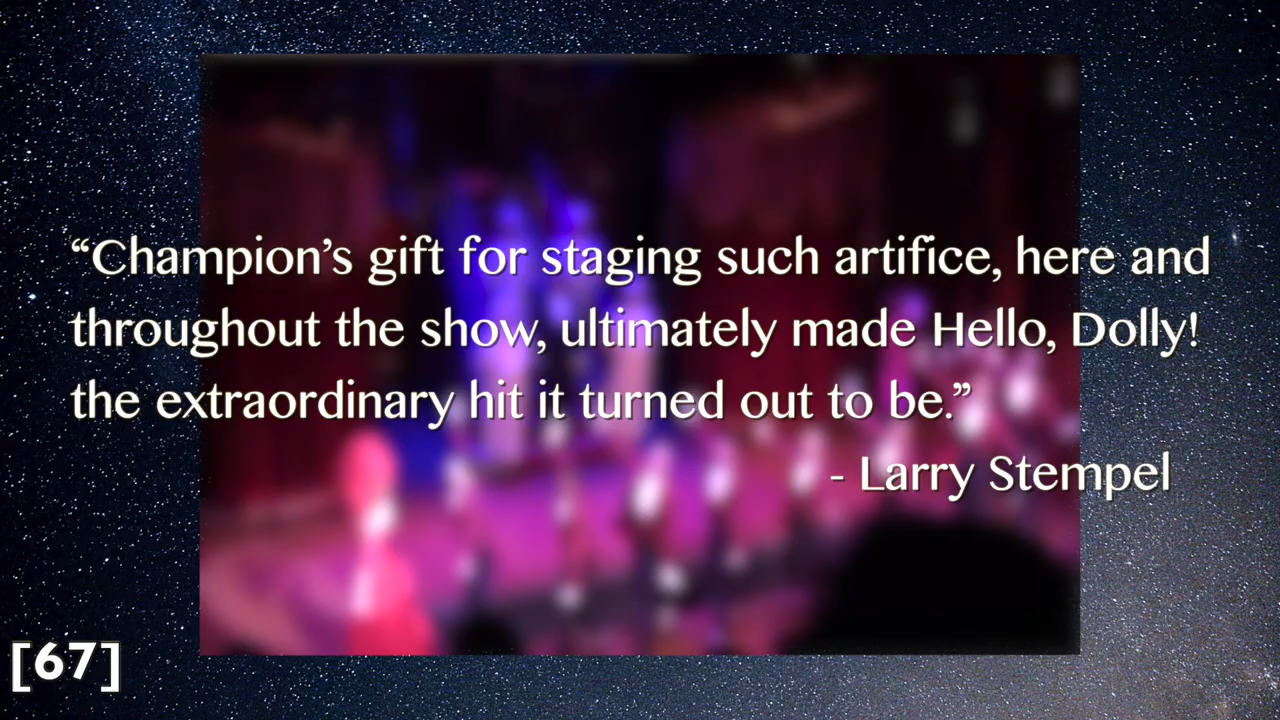 “Champion’s gift for staging such artifice, here and
throughout the show, ultimately made Hello, Dolly!
the extraordinary hit it turned out to be.”
- Larry Stempel
[67]